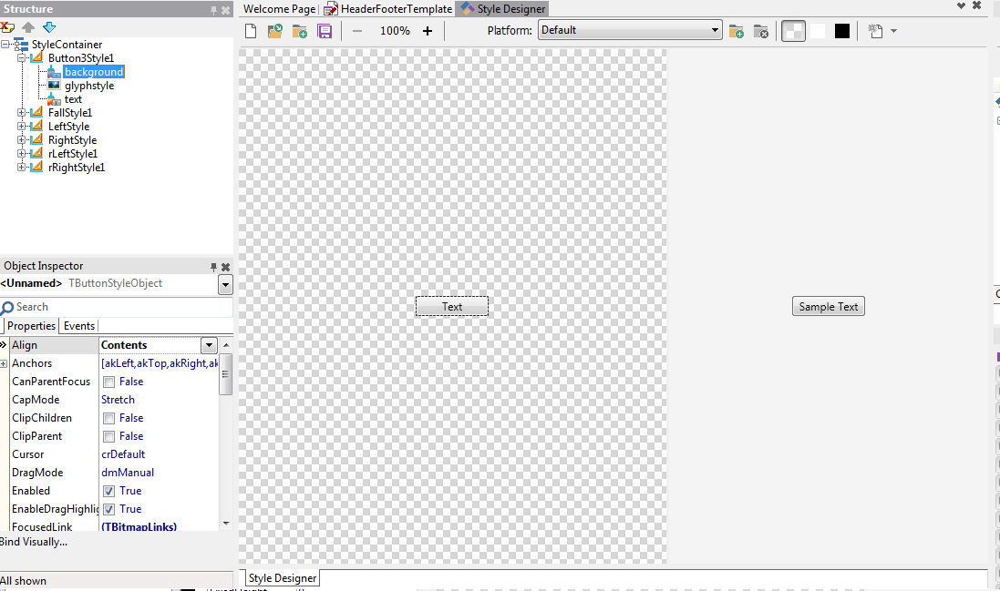 Structure
Welcome Page
HeaderFooterTemplate
Style Designer
100%
Platform:
Default
StyleContainer
Button3Style1
background
glyphstyle
text
FallStyle1
LeftStyle
RightStyle
rLeftStyle1
rRightStyle1
Object Inspector
<Unnamed> TButtonStyleObject
Search
Properties Events
Align Contents
Anchors [akLeft,akTop,akRight,ak
CanParentFocus False
CapMode Stretch
ClipChildren False
ClipParent False
Cursor crDefault
DragMode dmManual
Enabled True
EnableDragHighlig True
FocusedLink (TBitmapLinks)
Bind Visually...
All shown
Text
Sample Text
Style Designer